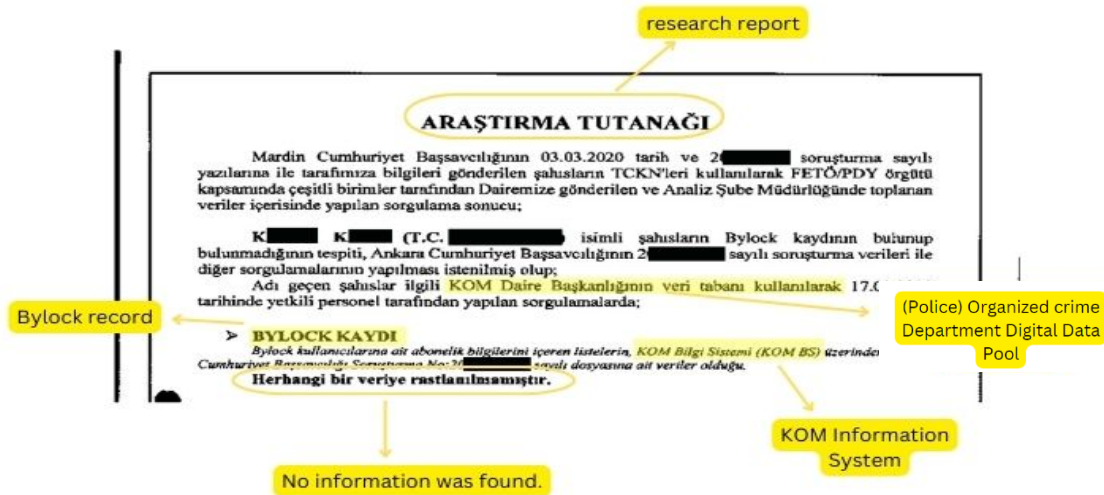 research report
ARAŞTIRMA TUTANAĞI
Mardin Cumhuriyet Başsavcılığının 03.03.2020 tarih ve 2 soruşturma sayılı
yazılarına ile tarafımıza bilgileri gönderilen şahısların TCKN'leri kullanılarak FETÖ/PDY örgütü
kapsamında çeşitli birimler tarafından Dairemize gönderilen ve Analiz Şube Müdürlüğünde toplanan
veriler içerisinde yapılan sorgulama sonucu;
K K (T.C. ) isimli şahısların Bylock kaydının bulunup
bulunmadığının tespiti, Ankara Cumhuriyet Başsavcılığının 2 sayılı soruşturma verileri ile
diğer sorgulamalarının yapılması istenilmiş olup;
Adı geçen şahıslar ilgili KOM Daire Başkanlığının veri tabanı kullanılarak 17.0
tarihinde yetkili personel tarafından yapılan sorgulamalarda;
(Police) Organized crime
Department Digital Data
Pool
Bylock record
➤ BYLOCK KAYDI
Bylock kullanıcılarına ait abonelik bilgilerini içeren listelerin, KOM Bilgi Sistemi (KOM BS) üzerinde
Cumhuriyet Başsavcılığı Soruşturma No:20 sayılı dosyasına ait veriler olduğu.
Herhangi bir veriye rastlanılmamıştır.
KOM Information
System
No information was found.